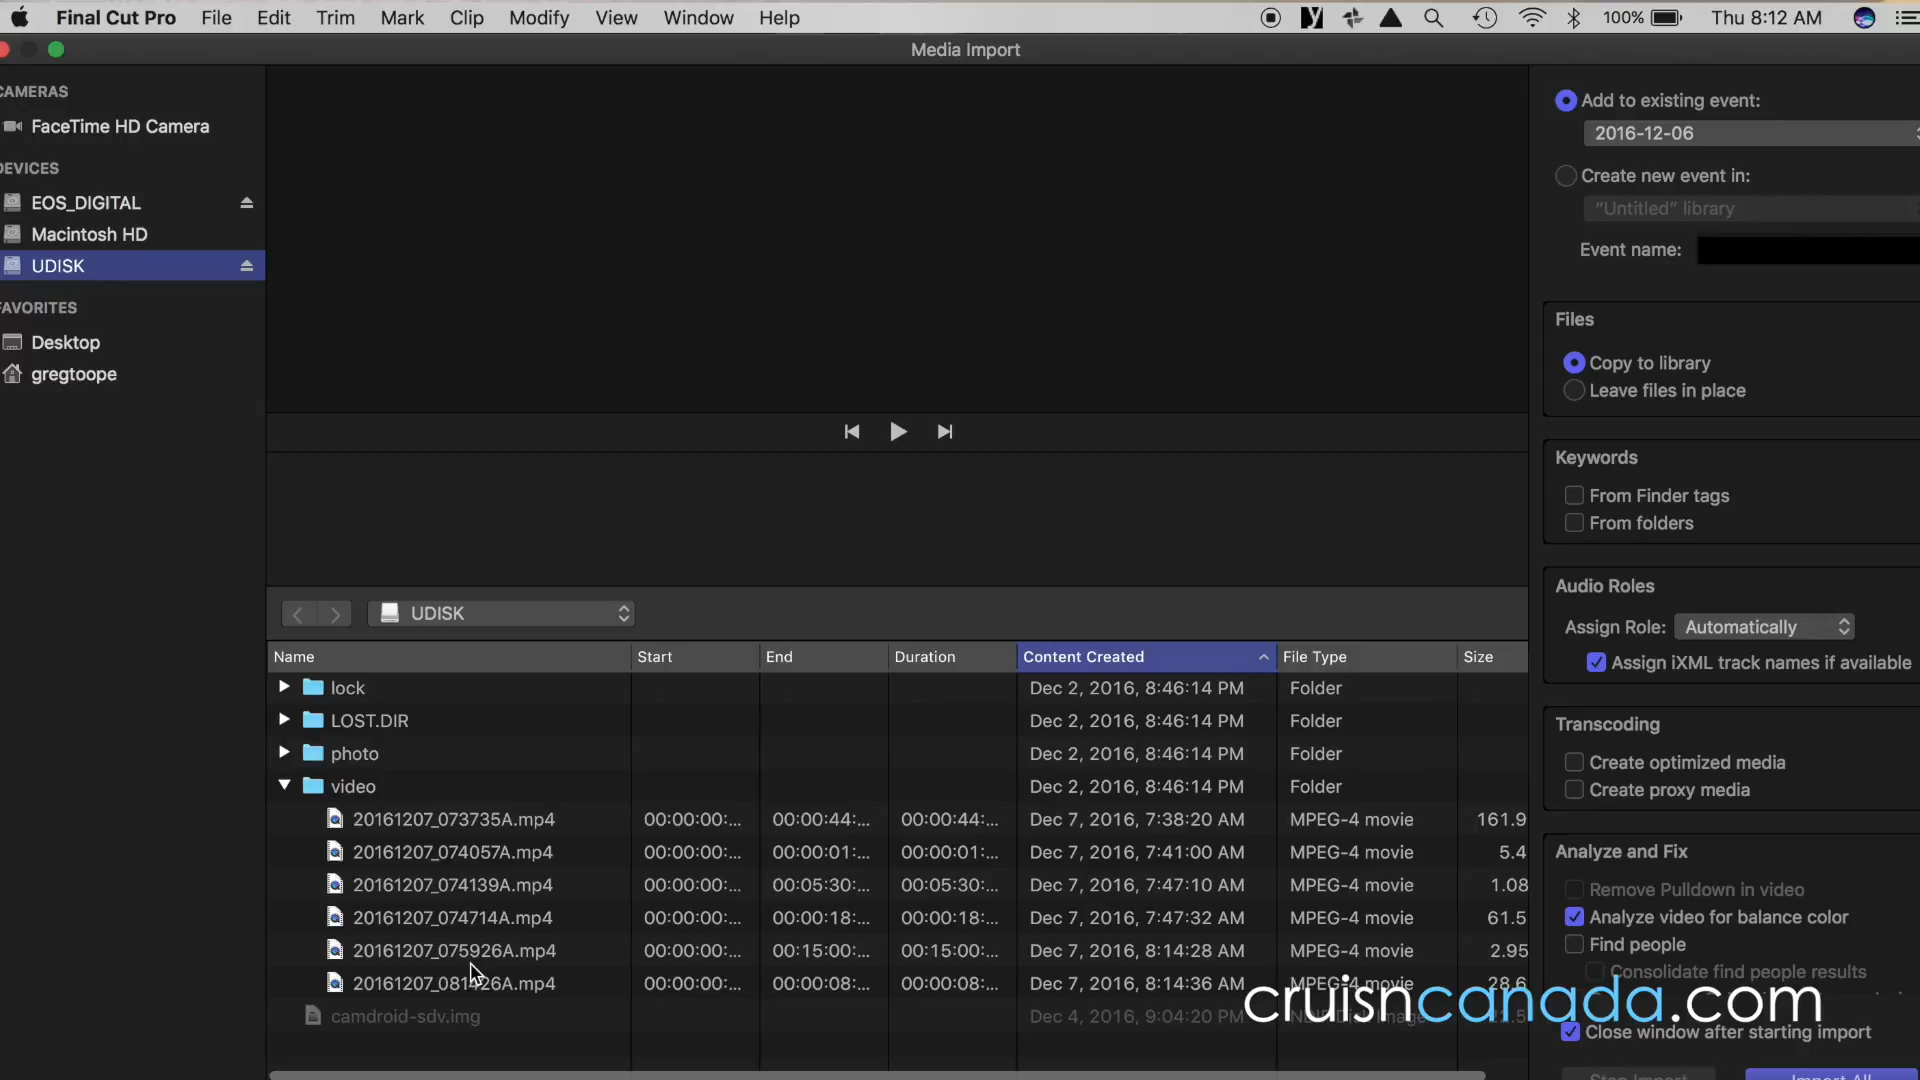 Final Cut Pro File Edit Trim Mark Clip Modify View Window Help 100% Thu 8:12 AM
Media Import
CAMERAS
FaceTime HD Camera
DEVICES
EOS_DIGITAL
Macintosh HD
UDISK
FAVORITES
Desktop
gregtoope
UDISK
Name Start End Duration Content Created File Type Size
lock Dec 2, 2016, 8:46:14 PM Folder
LOST.DIR Dec 2, 2016, 8:46:14 PM Folder
photo Dec 2, 2016, 8:46:14 PM Folder
video Dec 2, 2016, 8:46:14 PM Folder
20161207_073735A.mp4 00:00:00:... 00:00:44:... 00:00:44:... Dec 7, 2016, 7:38:20 AM MPEG-4 movie 161.9
20161207_074057A.mp4 00:00:00:... 00:00:01:... 00:00:01:... Dec 7, 2016, 7:41:00 AM MPEG-4 movie 5.4
20161207_074139A.mp4 00:00:00:... 00:05:30:... 00:05:30:... Dec 7, 2016, 7:47:10 AM MPEG-4 movie 1.08
20161207_074714A.mp4 00:00:00:... 00:00:18:... 00:00:18:... Dec 7, 2016, 7:47:32 AM MPEG-4 movie 61.5
20161207_075926A.mp4 00:00:00:... 00:15:00:... 00:15:00:... Dec 7, 2016, 8:14:28 AM MPEG-4 movie 2.95
20161207_081426A.mp4 00:00:00:... 00:00:08:... 00:00:08:... Dec 7, 2016, 8:14:36 AM MPEG-4 movie 28.6
camdroid-sdv.img Dec 4, 2016, 9:04:20 PM
Add to existing event:
2016-12-06
Create new event in:
“Untitled” library
Event name:
Files
Copy to library
Leave files in place
Keywords
From Finder tags
From folders
Audio Roles
Assign Role: Automatically
Assign iXML track names if available
Transcoding
Create optimized media
Create proxy media
Analyze and Fix
Remove Pulldown in video
Analyze video for balance color
Find people
Consolidate find people results
cruisncanada.com
Close window after starting import
Import All